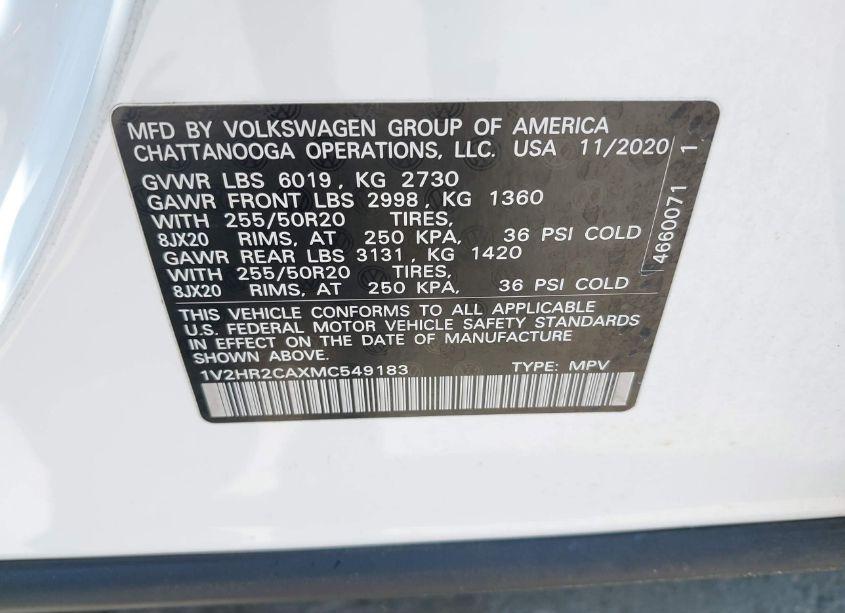 MFD BY VOLKSWAGEN GROUP OF AMERICA
CHATTANOOGA OPERATIONS, LLC. USA 11/2020
GVWR LBS 6019, KG 2730
GAWR FRONT LBS 2998, KG 1360
WITH 255/50R20 TIRES,
8JX20 RIMS, AT 250 KPA, 36 PSI COLD
GAWR REAR LBS 3131, KG 1420
WITH 255/50R20 TIRES,
8JX20 RIMS, AT 250 KPA, 36 PSI COLD
THIS VEHICLE CONFORMS TO ALL APPLICABLE
U.S. FEDERAL MOTOR VEHICLE SAFETY STANDARDS
IN EFFECT ON THE DATE OF MANUFACTURE
SHOWN ABOVE.
1V2HR2CAXMC549183 TYPE: MPV
4660071 1